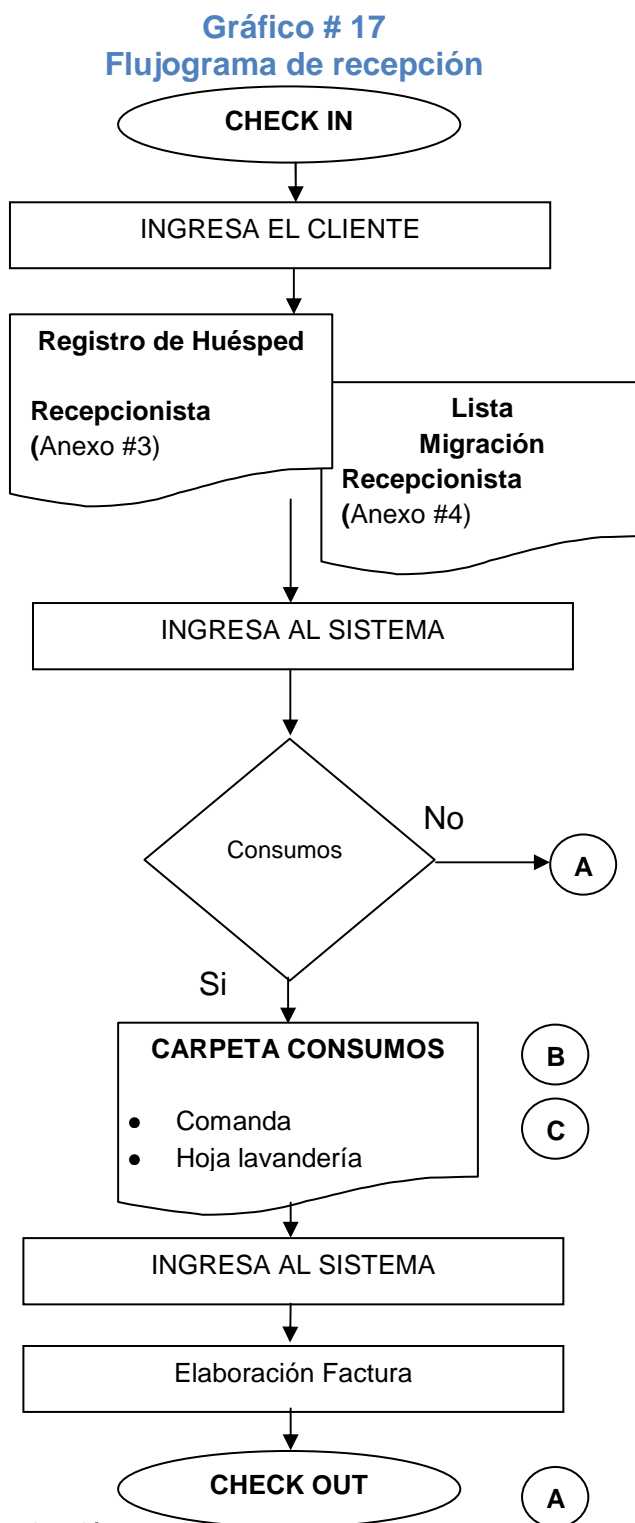 Gráfico # 17
Flujograma de recepción
CHECK IN
INGRESA EL CLIENTE
Registro de Huésped
Recepcionista
(Anexo #3)
Lista
Migración
Recepcionista
(Anexo #4)
INGRESA AL SISTEMA
Consumos
No
A
Si
CARPETA CONSUMOS
B
● Comanda
C
● Hoja lavandería
INGRESA AL SISTEMA
Elaboración Factura
CHECK OUT
A